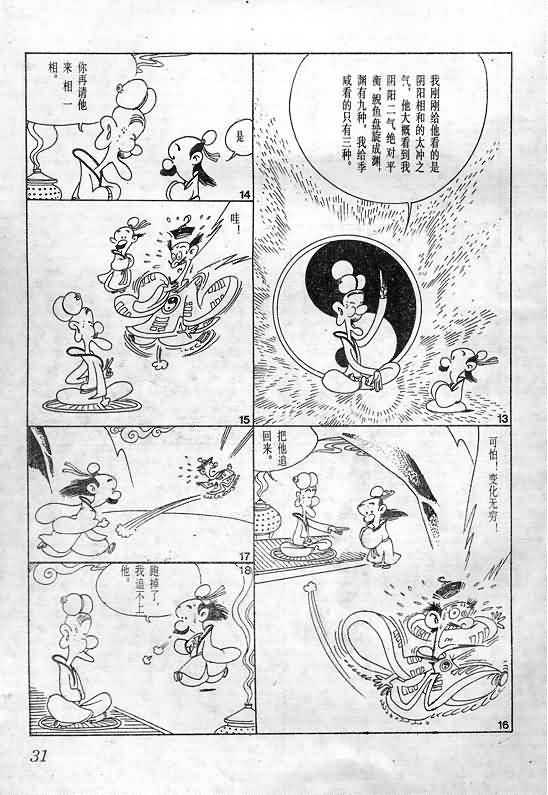 我刚刚给他看的是
阴阳相和的太冲之
气，他大概看到我
阴阳二气绝对平
衡，鲵鱼盘旋成渊，
渊有九种，我给季
咸看的只有三种。
13
你再请他
来相一
相。
是
14
哇！
15
可怕！变化无穷！
把他追
回来。
16
17
跑掉了，
我追不上
他。
18
31